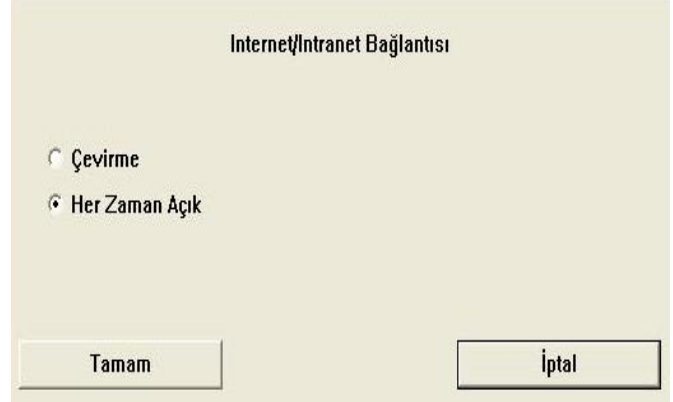 Internet/Intranet Bağlantısı
Çevirme
Her Zaman Açık
Tamam
İptal